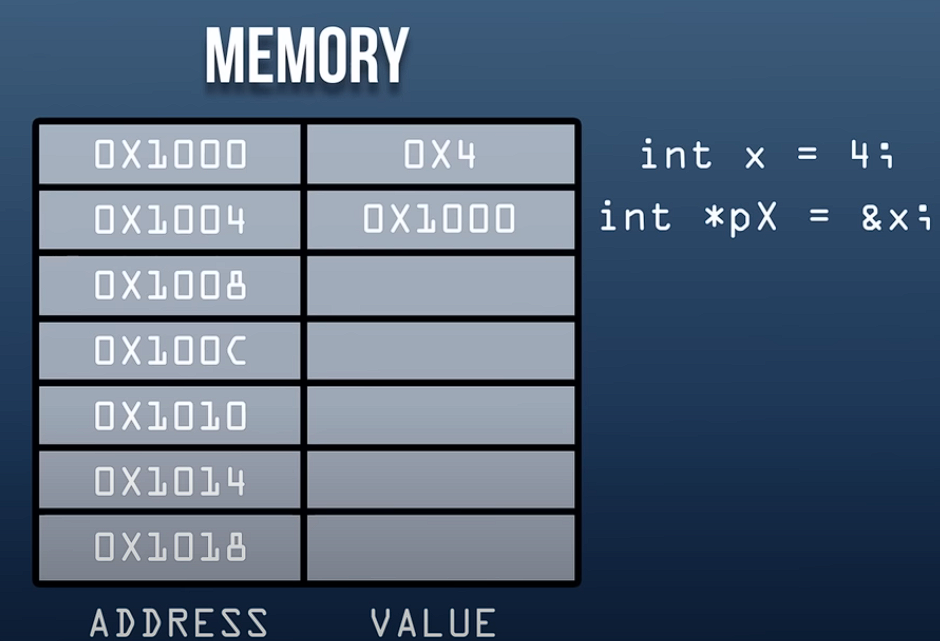 MEMORY
0X1000 0X4 int x = 4;
0X1004 0X1000 int *pX = &x;
0X1008
0X100C
0X1010
0X1014
0X1018
ADDRESS VALUE